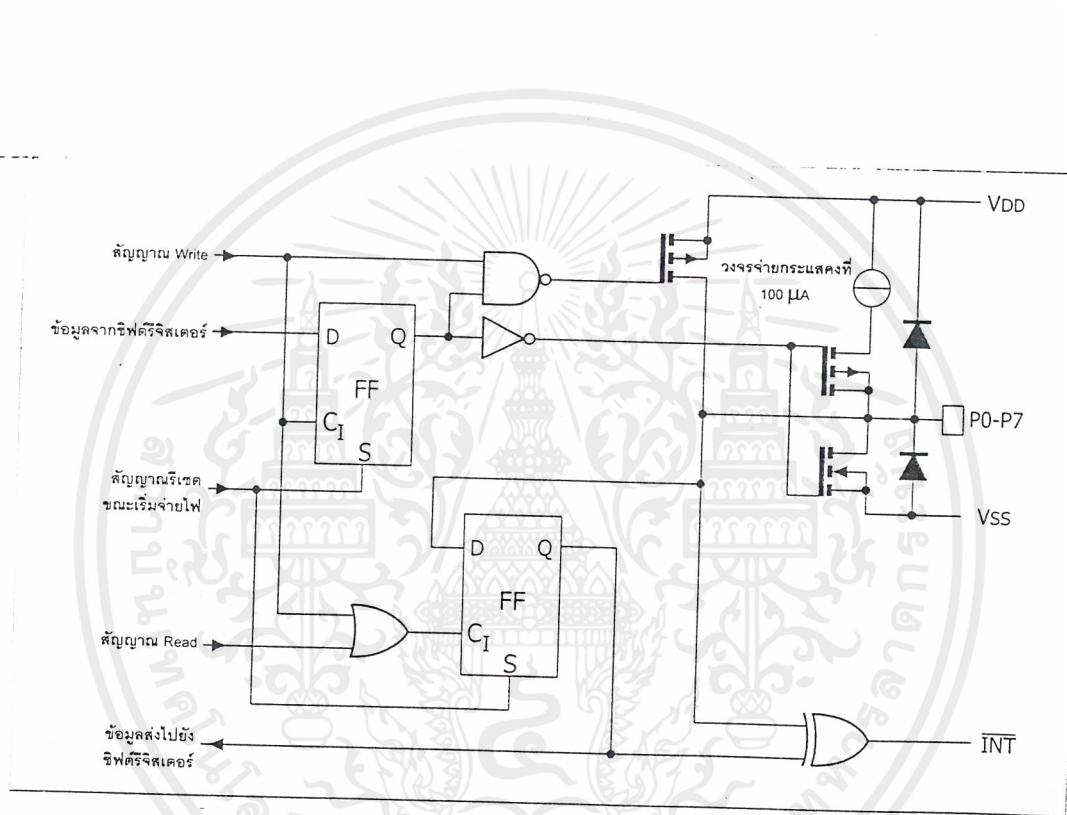 VDD
สัญญาณ Write
วงจรจ่ายกระแสคงที่
100 µA
ข้อมูลจากชิฟต์รีจิสเตอร์
D Q
FF
CI
S
P0-P7
สัญญาณรีเซต
ขณะเริ่มจ่ายไฟ
VSS
D Q
FF
CI
S
สัญญาณ Read
ข้อมูลส่งไปยัง
ชิฟต์รีจิสเตอร์
INT